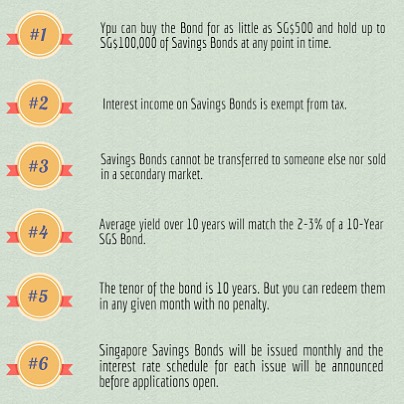 #1
Ypu can buy the Bond for as little as SG$500 and hold up to
SG$100,000 of Savings Bonds at any point in time.
#2
Interest income on Savings Bonds is exempt from tax.
#3
Savings Bonds cannot be transferred to someone else nor sold
in a secondary market.
#4
Average yield over 10 years will match the 2-3% of a 10-Year
SGS Bond.
#5
The tenor of the bond is 10 years. But you can redeem them
in any given month with no penalty.
#6
Singapore Savings Bonds will be issued monthly and the
interest rate schedule for each issue will be announced
before applications open.